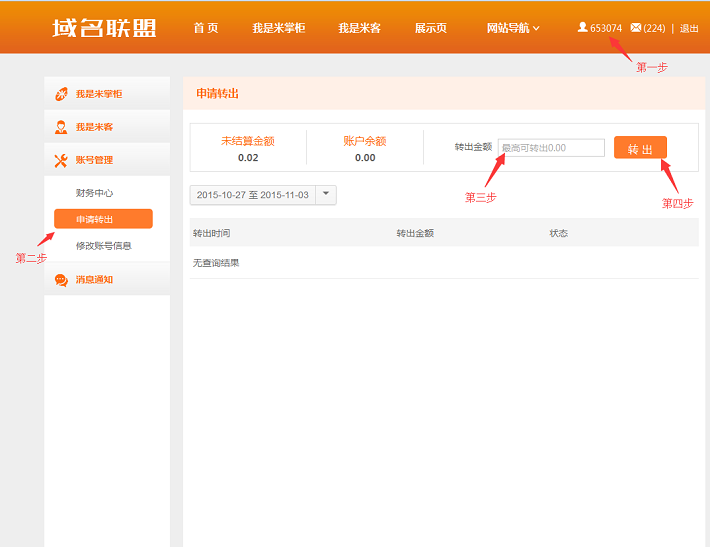 域名联盟 首 页 我是米掌柜 我是米客 展示页 网站导航 653074 (224) | 退出
第一步
我是米掌柜
我是米客
账号管理
财务中心
申请转出
修改账号信息
第二步
消息通知
申请转出
未结算金额 账户余额
0.02 0.00
转出金额 最高可转出0.00 转 出
第三步
第四步
2015-10-27 至 2015-11-03
转出时间 转出金额 状态
无查询结果